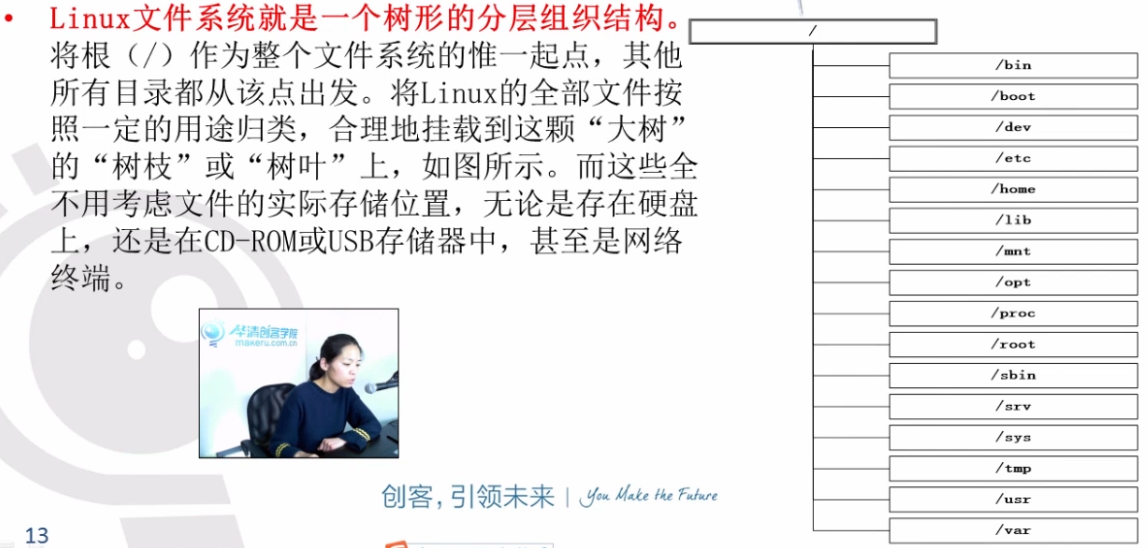 • Linux文件系统就是一个树形的分层组织结构。
将根（/）作为整个文件系统的惟一起点，其他
所有目录都从该点出发。将Linux的全部文件按
照一定的用途归类，合理地挂载到这颗“大树”
的“树枝”或“树叶”上，如图所示。而这些全
不用考虑文件的实际存储位置，无论是存在硬盘
上，还是在CD-ROM或USB存储器中，甚至是网络
终端。
/
/bin
/boot
/dev
/etc
/home
/lib
/mnt
/opt
/proc
/root
/sbin
/srv
/sys
/tmp
/usr
/var
华清创客学院
makeru.com.cn
创客,引领未来 | You Make the Future
13